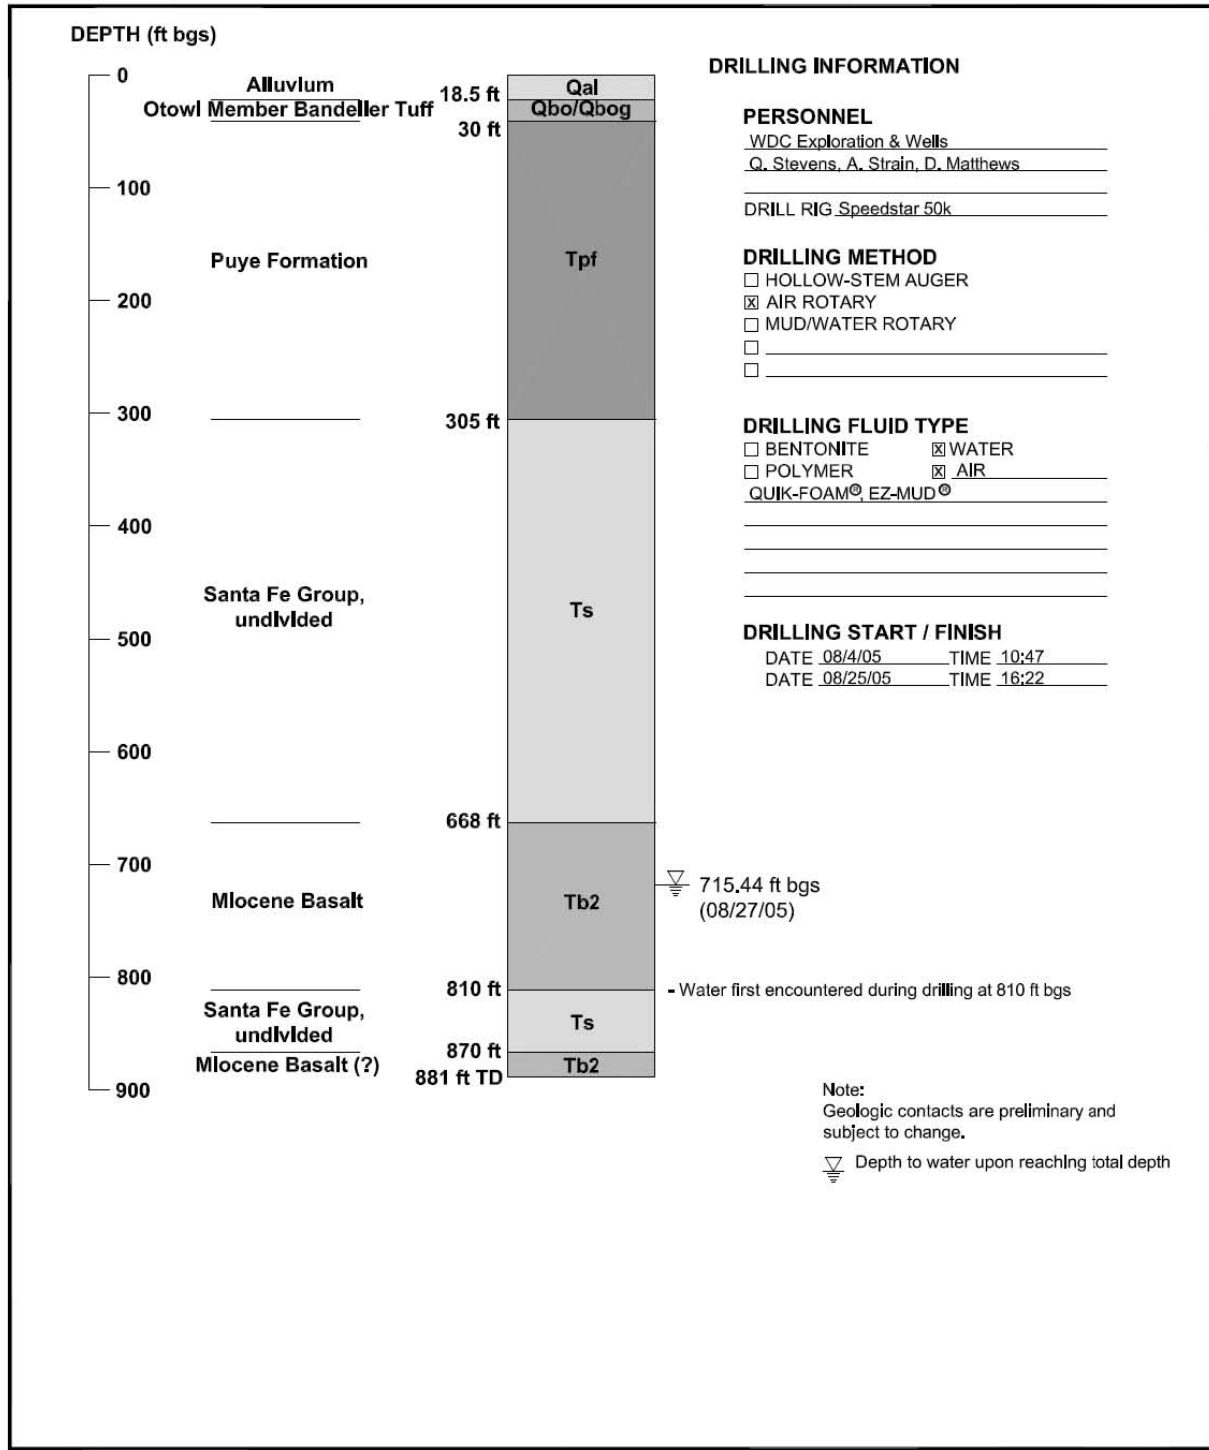 DEPTH (ft bgs)
0
100
200
300
400
500
600
700
800
900
Alluvium
Otowi Member Bandelier Tuff
Puye Formation
Santa Fe Group,
undivided
Miocene Basalt
Santa Fe Group,
undivided
Miocene Basalt (?)
18.5 ft
30 ft
305 ft
668 ft
810 ft
870 ft
881 ft TD
Qal
Qbo/Qbog
Tpf
Ts
Tb2
Ts
Tb2
715.44 ft bgs
(08/27/05)
- Water first encountered during drilling at 810 ft bgs
DRILLING INFORMATION
PERSONNEL
WDC Exploration & Wells
Q. Stevens, A. Strain, D. Matthews
DRILL RIG Speedstar 50k
DRILLING METHOD
☐ HOLLOW-STEM AUGER
☒ AIR ROTARY
☐ MUD/WATER ROTARY
☐
☐
DRILLING FLUID TYPE
☐ BENTONITE ☒ WATER
☐ POLYMER ☒ AIR
QUIK-FOAM®, EZ-MUD®
DRILLING START / FINISH
DATE 08/4/05 TIME 10:47
DATE 08/25/05 TIME 16:22
Note:
Geologic contacts are preliminary and
subject to change.
Depth to water upon reaching total depth